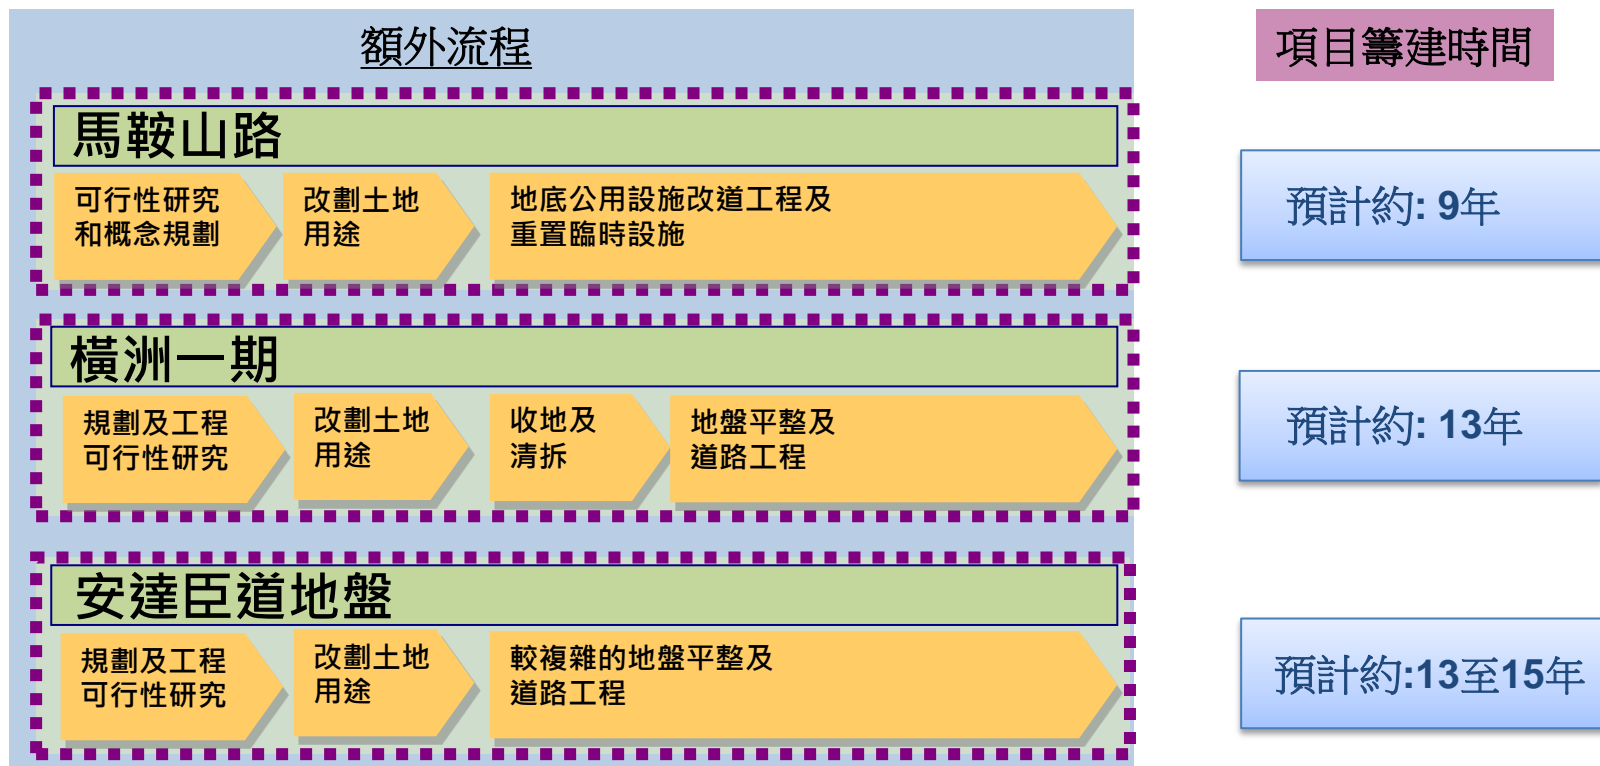 額外流程
項目籌建時間
馬鞍山路
可行性研究
和概念規劃
改劃土地
用途
地底公用設施改道工程及
重置臨時設施
預計約: 9年
橫洲一期
規劃及工程
可行性研究
改劃土地
用途
收地及
清拆
地盤平整及
道路工程
預計約: 13年
安達臣道地盤
規劃及工程
可行性研究
改劃土地
用途
較複雜的地盤平整及
道路工程
預計約:13至15年